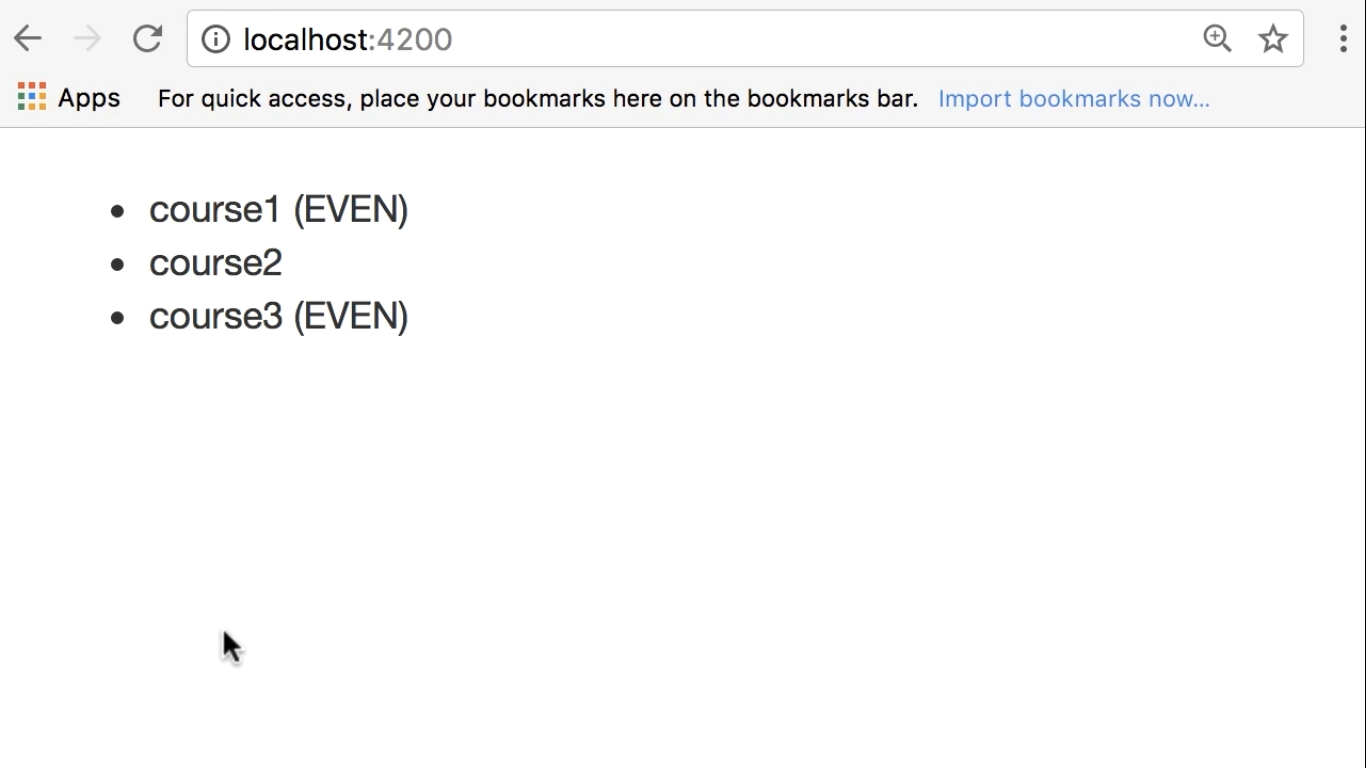 localhost:4200
Apps For quick access, place your bookmarks here on the bookmarks bar. Import bookmarks now...
course1 (EVEN)
course2
course3 (EVEN)